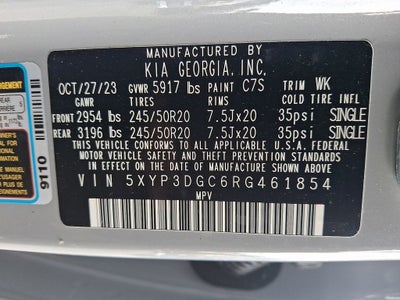 MANUFACTURED BY
KIA GEORGIA, INC.
OCT/27/23 GVWR 5917 lbs PAINT C7S TRIM WK
GAWR TIRES RIMS COLD TIRE INFL
FRONT 2954 lbs 245/50R20 7.5Jx20 35psi SINGLE
REAR 3196 lbs 245/50R20 7.5Jx20 35psi SINGLE
THIS VEHICLE CONFORMS TO ALL APPLICABLE U.S.A. FEDERAL
MOTOR VEHICLE SAFETY, BUMPER, AND THEFT PREVENTION STANDARDS
IN EFFECT ON THE DATE OF MANUFACTURE SHOWN ABOVE.
VIN 5XYP3DGC6RG461854
MPV
9110